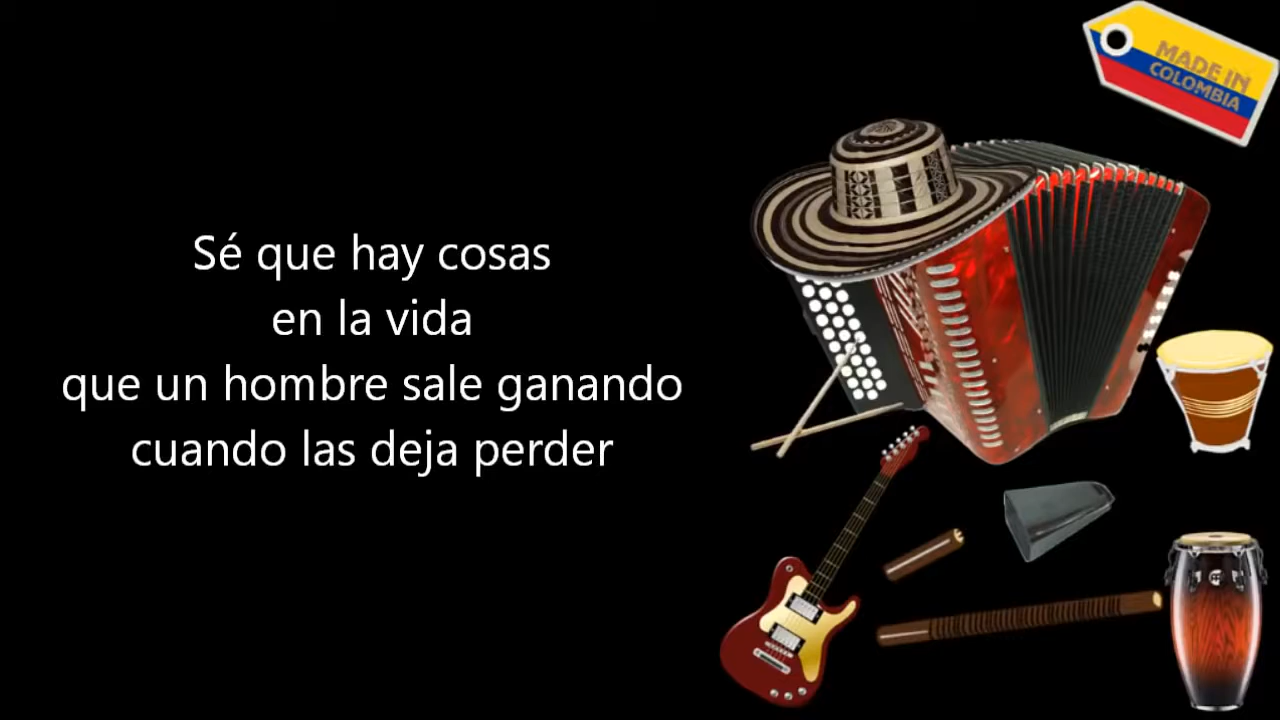 MADE IN
COLOMBIA
Sé que hay cosas
en la vida
que un hombre sale ganando
cuando las deja perder